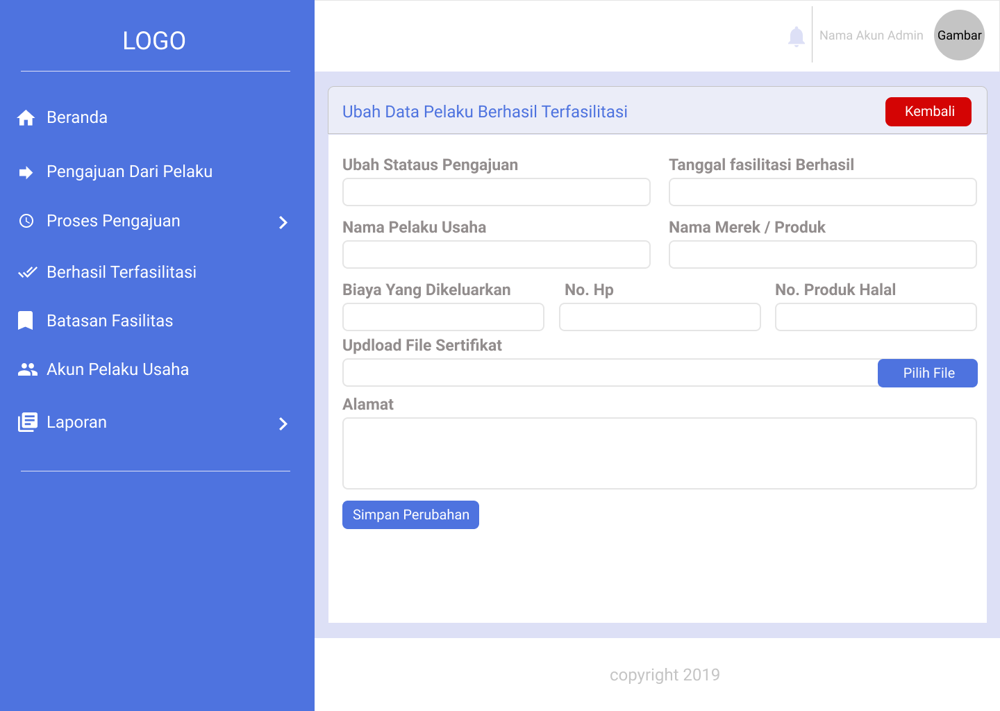 LOGO
Beranda
Pengajuan Dari Pelaku
Proses Pengajuan
Berhasil Terfasilitasi
Batasan Fasilitas
Akun Pelaku Usaha
Laporan
Nama Akun Admin
Gambar
Ubah Data Pelaku Berhasil Terfasilitasi
Kembali
Ubah Stataus Pengajuan
Tanggal fasilitasi Berhasil
Nama Pelaku Usaha
Nama Merek / Produk
Biaya Yang Dikeluarkan
No. Hp
No. Produk Halal
Updload File Sertifikat
Pilih File
Alamat
Simpan Perubahan
copyright 2019